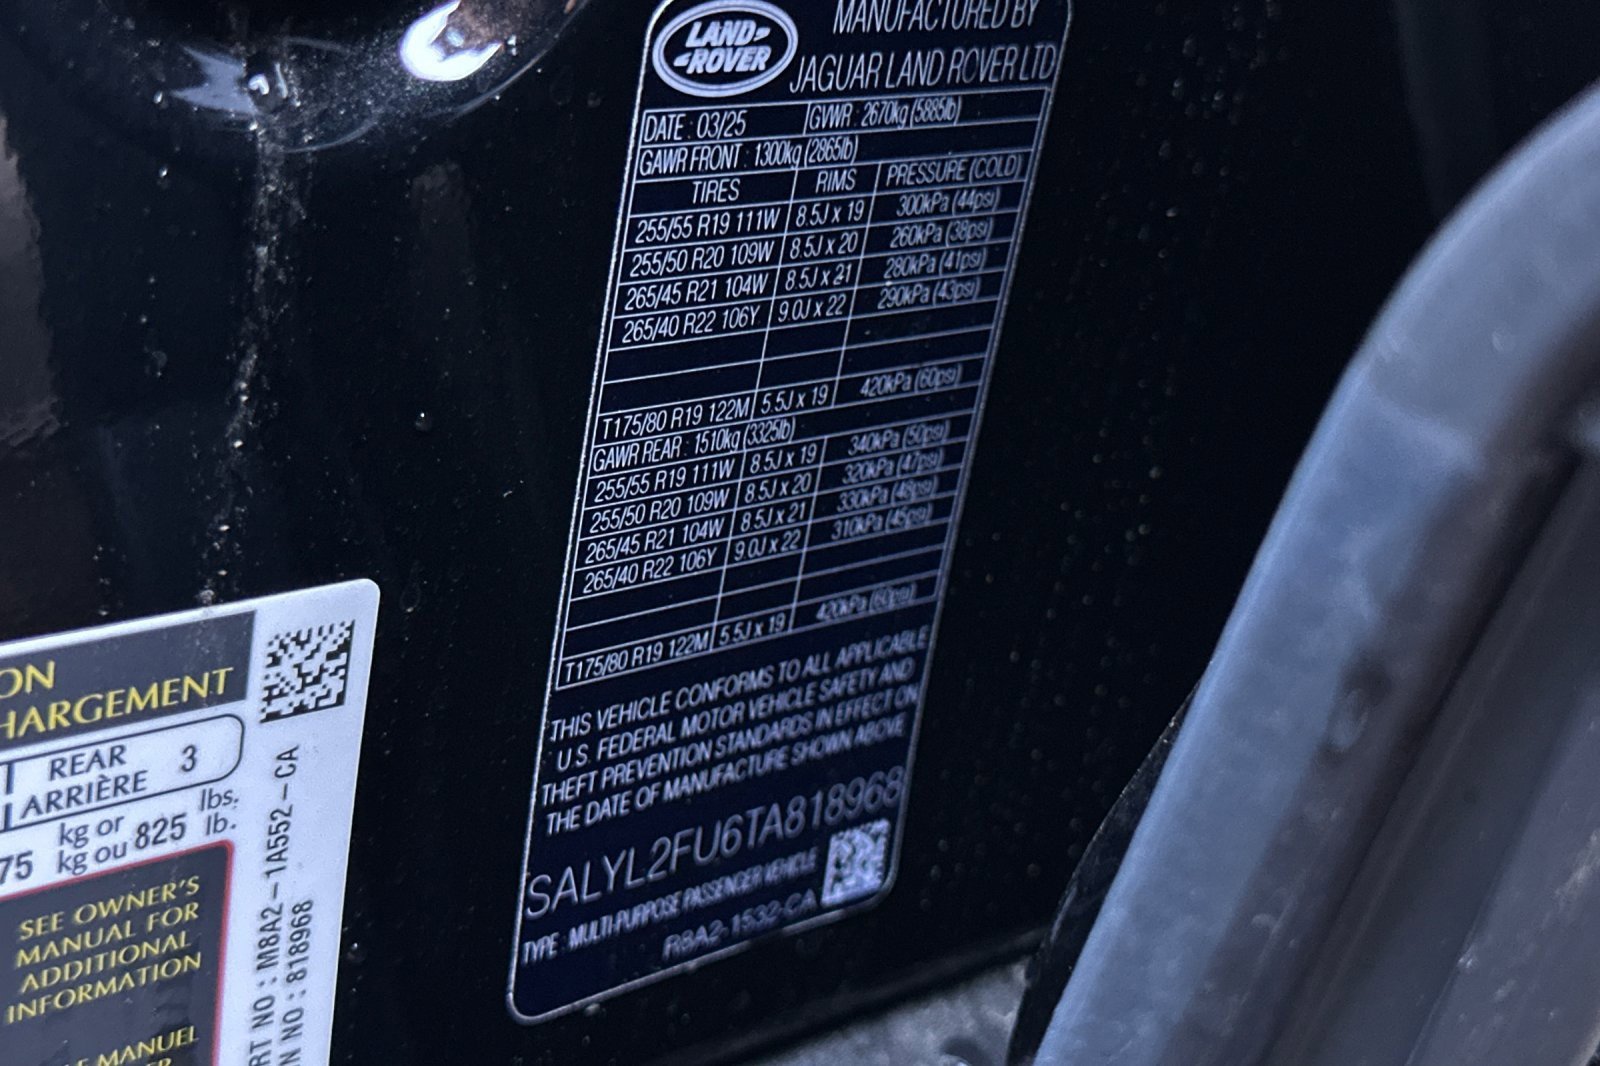 LAND-
-ROVER
MANUFACTURED BY
JAGUAR LAND ROVER LTD
DATE : 03/25 GVWR : 2670kg (5885lb)
GAWR FRONT : 1300kg (2865lb)
TIRES RIMS PRESSURE (COLD)
255/55 R19 111W 8.5J x 19 300kPa (44psi)
255/50 R20 109W 8.5J x 20 260kPa (38psi)
265/45 R21 104W 8.5J x 21 280kPa (41psi)
265/40 R22 106Y 9.0J x 22 290kPa (43psi)
T175/80 R19 122M 5.5J x 19 420kPa (60psi)
GAWR REAR : 1510kg (3325lb)
255/55 R19 111W 8.5J x 19 340kPa (50psi)
255/50 R20 109W 8.5J x 20 320kPa (47psi)
265/45 R21 104W 8.5J x 21 330kPa (48psi)
265/40 R22 106Y 9.0J x 22 310kPa (45psi)
T175/80 R19 122M 5.5J x 19 420kPa (60psi)
THIS VEHICLE CONFORMS TO ALL APPLICABLE
U.S. FEDERAL MOTOR VEHICLE SAFETY AND
THEFT PREVENTION STANDARDS IN EFFECT ON
THE DATE OF MANUFACTURE SHOWN ABOVE
SALYL2FU6TA818968
TYPE : MULTI-PURPOSE PASSENGER VEHICLE
R8A2-1532-CA
ON
HARGEMENT
REAR
ARRIÈRE 3
75 kg or 825 lbs.
kg ou lb.
SEE OWNER'S
MANUAL FOR
ADDITIONAL
INFORMATION
MANUEL
RT NO : M8A2-1A552-CA
N NO : 818968